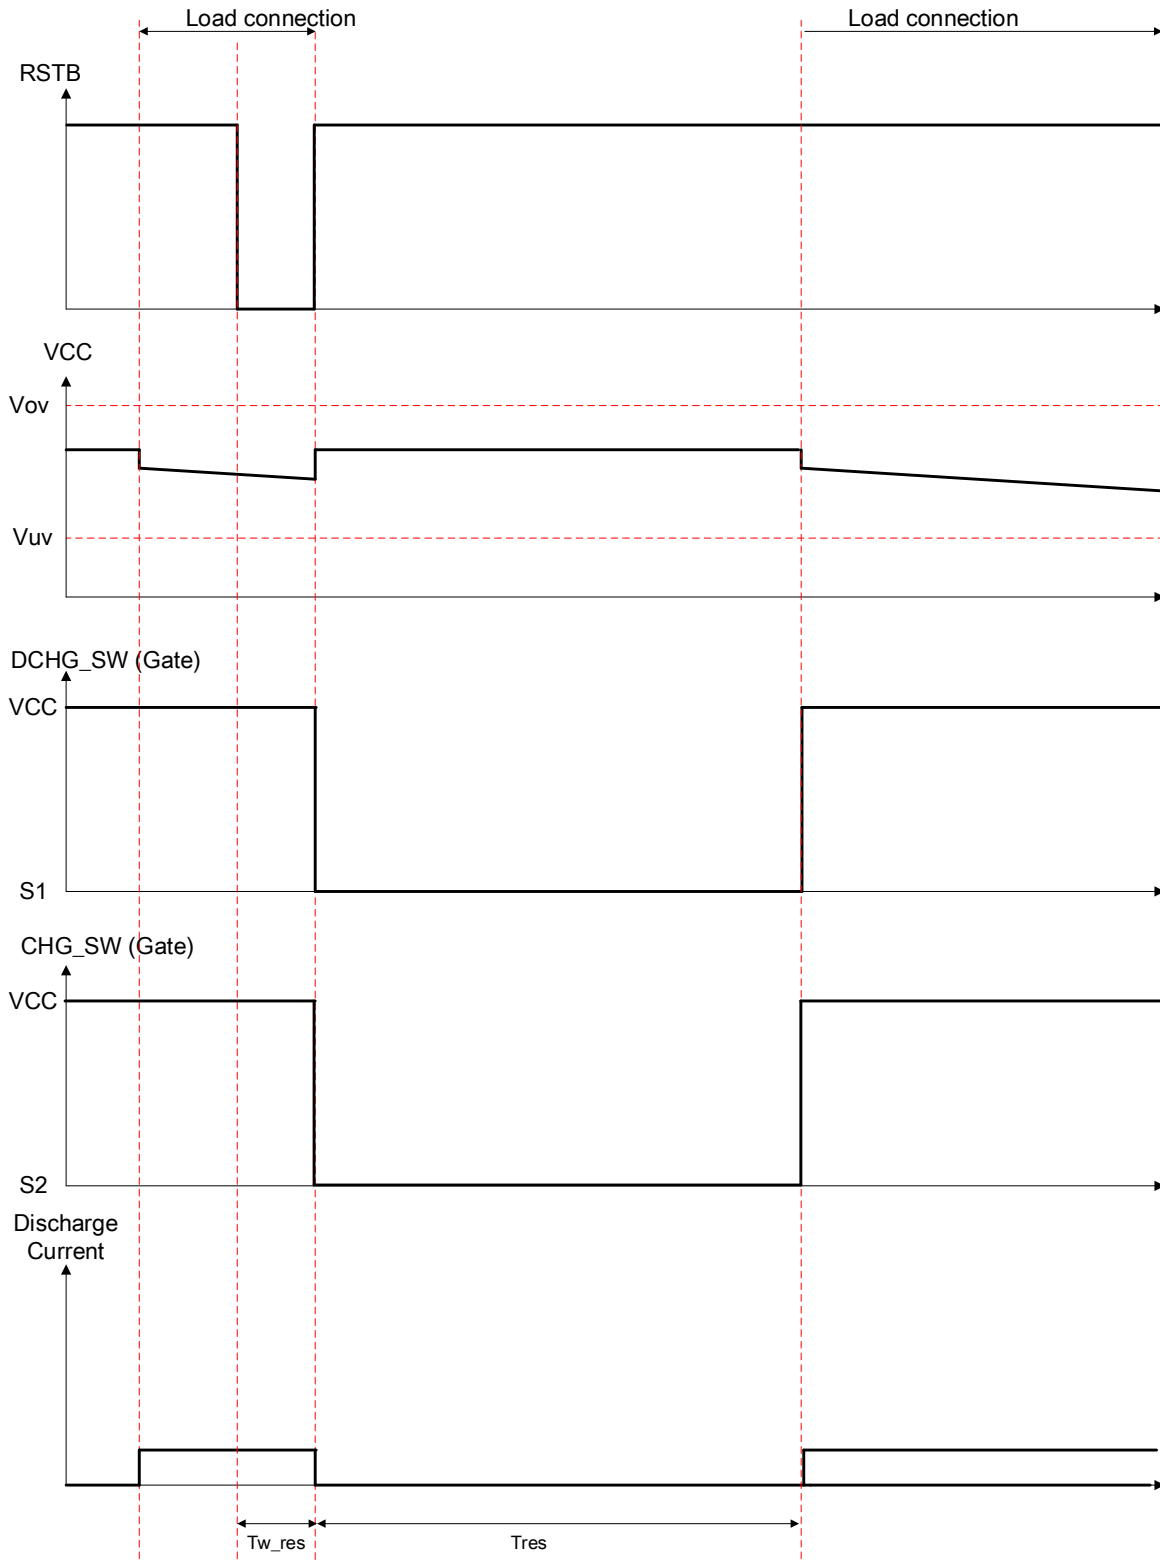 Load connection
Load connection
RSTB
VCC
Vov
Vuv
DCHG_SW (Gate)
VCC
S1
CHG_SW (Gate)
VCC
S2
Discharge
Current
Tw_res
Tres